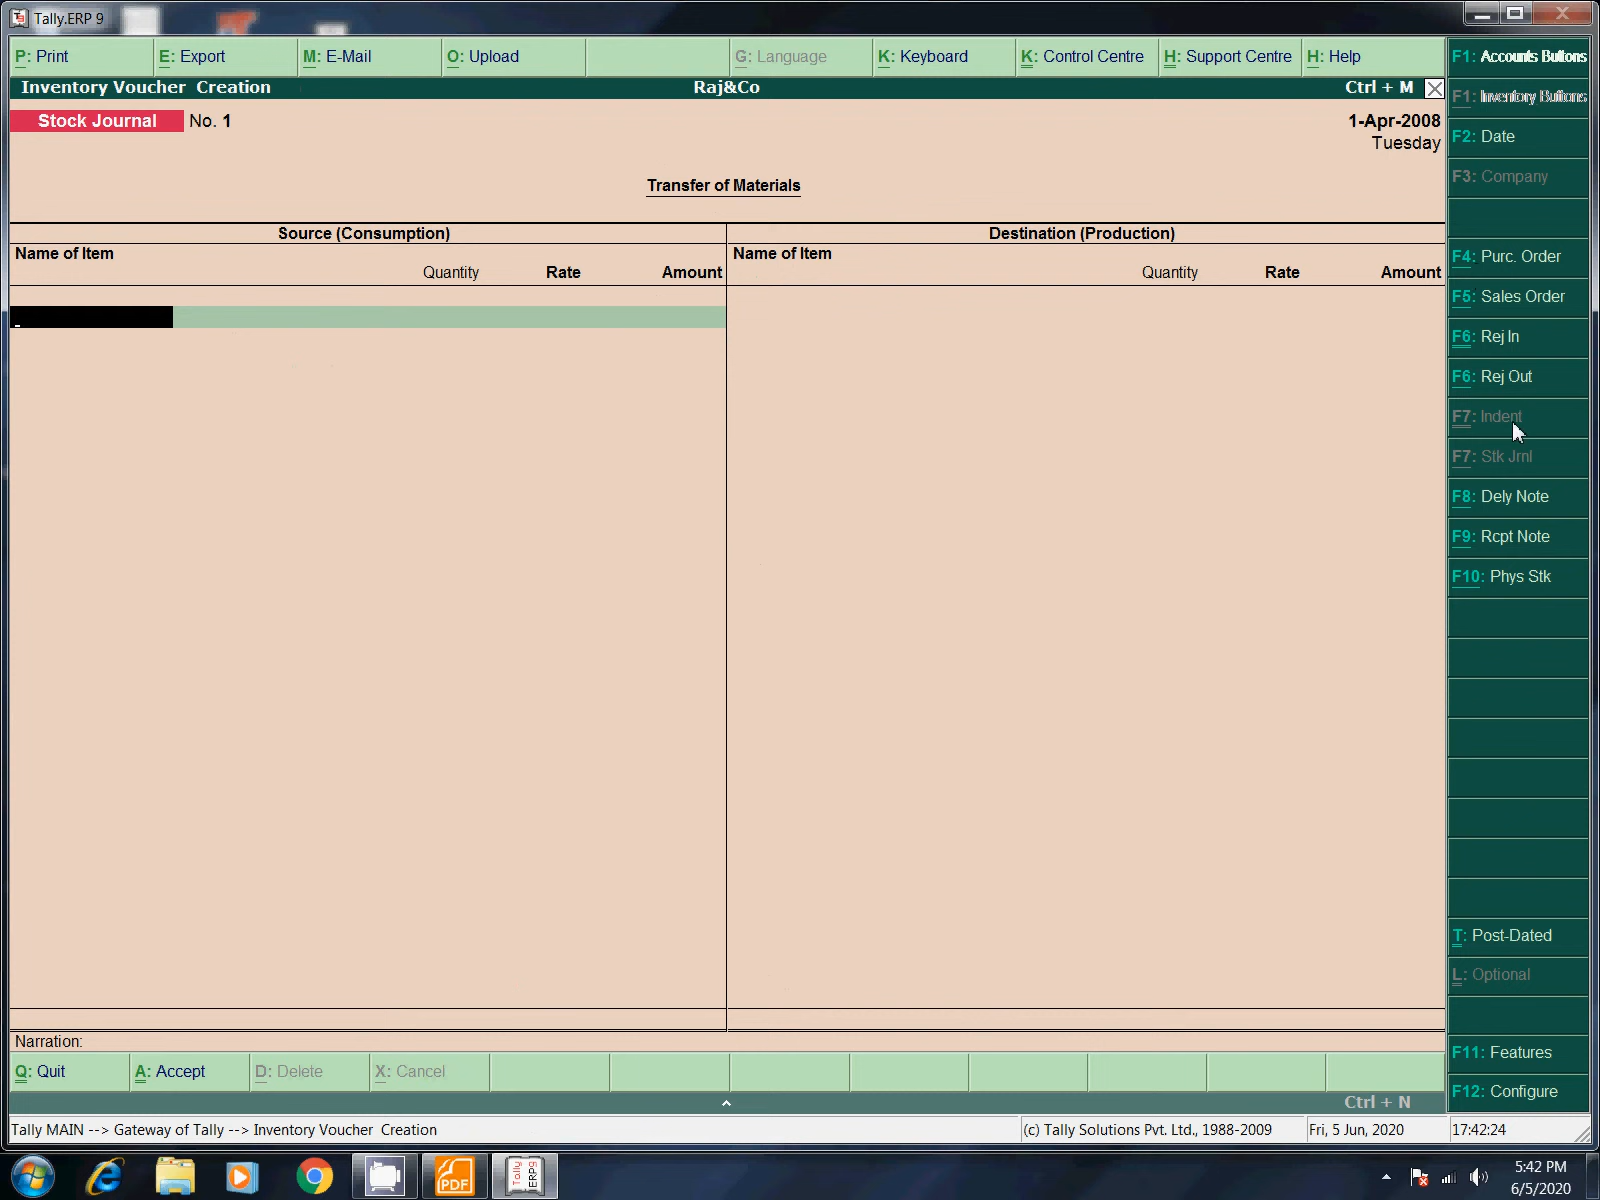 Tally.ERP 9
P: Print
E: Export
M: E-Mail
O: Upload
G: Language
K: Keyboard
K: Control Centre
H: Support Centre
H: Help
F1: Accounts Buttons
Inventory Voucher Creation
Raj&Co
Ctrl + M
F1: Inventory Buttons
Stock Journal No. 1
1-Apr-2008
Tuesday
F2: Date
F3: Company
Transfer of Materials
Source (Consumption)
Destination (Production)
Name of Item
Quantity Rate Amount
Name of Item
Quantity Rate Amount
F4: Purc. Order
F5: Sales Order
F6: Rej In
F6: Rej Out
F7: Indent
F7: Stk Jrnl
F8: Dely Note
F9: Rcpt Note
F10: Phys Stk
T: Post-Dated
L: Optional
F11: Features
F12: Configure
Narration:
Q: Quit
A: Accept
D: Delete
X: Cancel
Ctrl + N
Tally MAIN --> Gateway of Tally --> Inventory Voucher Creation
(c) Tally Solutions Pvt. Ltd., 1988-2009
Fri, 5 Jun, 2020
17:42:24
PDF
Tally
ERP9
5:42 PM
6/5/2020